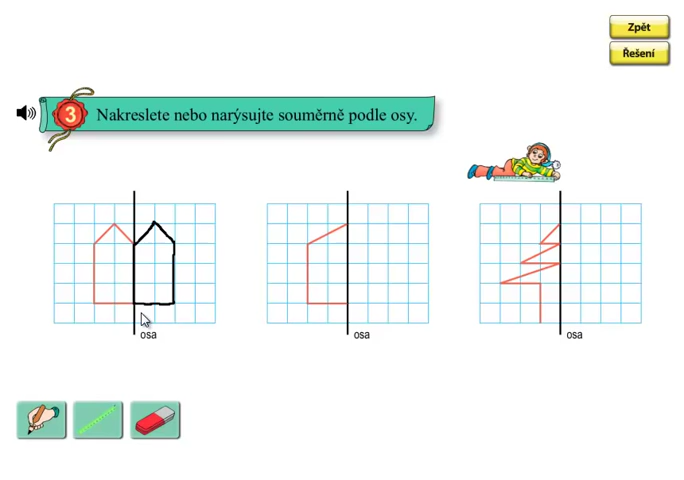 Zpět
Řešení
3 Nakreslete nebo narýsujte souměrně podle osy.
osa osa osa